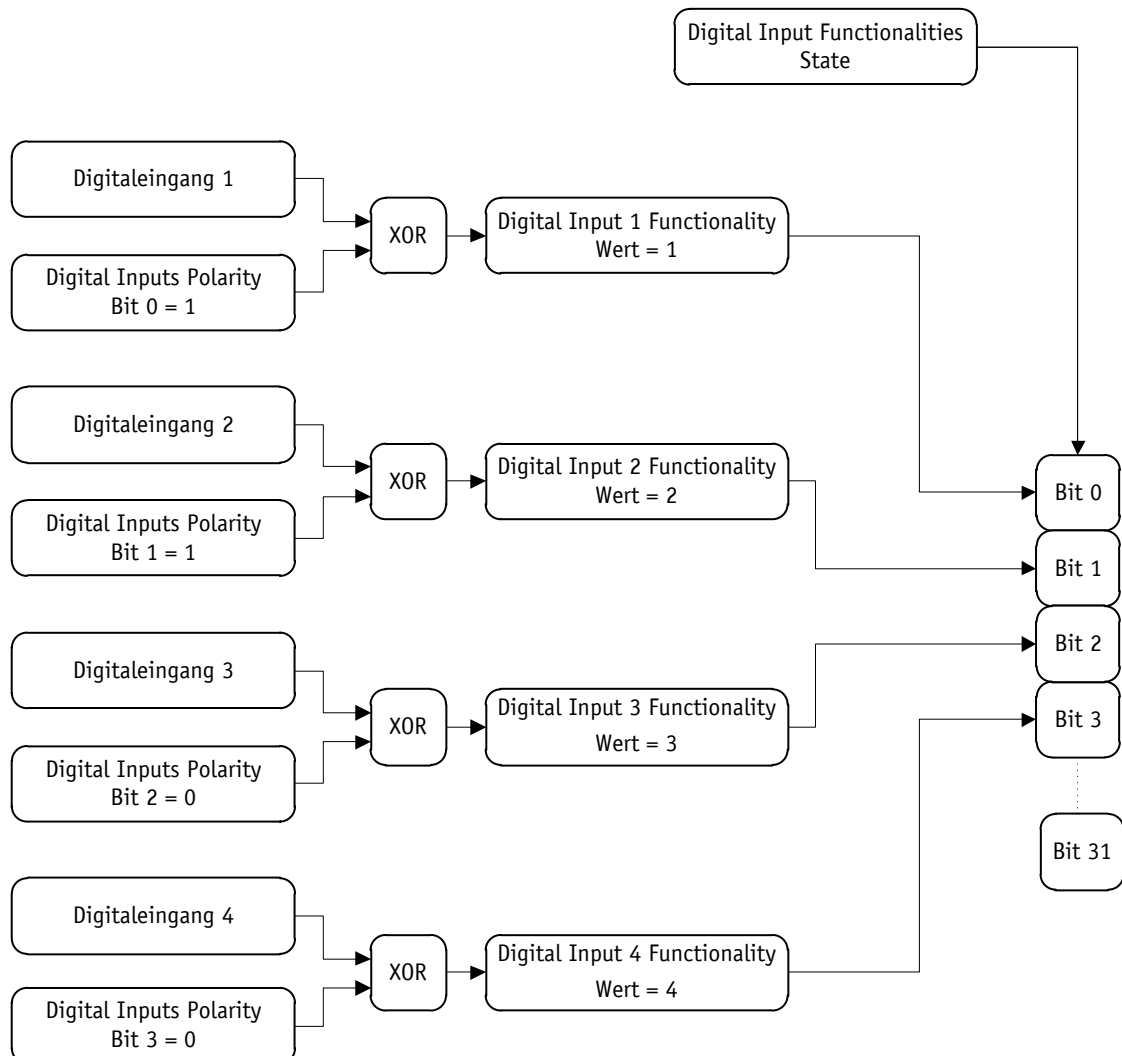 Digital Input Functionalities
State
Digitaleingang 1
XOR
Digital Input 1 Functionality
Wert = 1
Digital Inputs Polarity
Bit 0 = 1
Digitaleingang 2
XOR
Digital Input 2 Functionality
Wert = 2
Digital Inputs Polarity
Bit 1 = 1
Bit 0
Bit 1
Digitaleingang 3
XOR
Digital Input 3 Functionality
Wert = 3
Digital Inputs Polarity
Bit 2 = 0
Bit 2
Bit 3
Bit 31
Digitaleingang 4
XOR
Digital Input 4 Functionality
Wert = 4
Digital Inputs Polarity
Bit 3 = 0